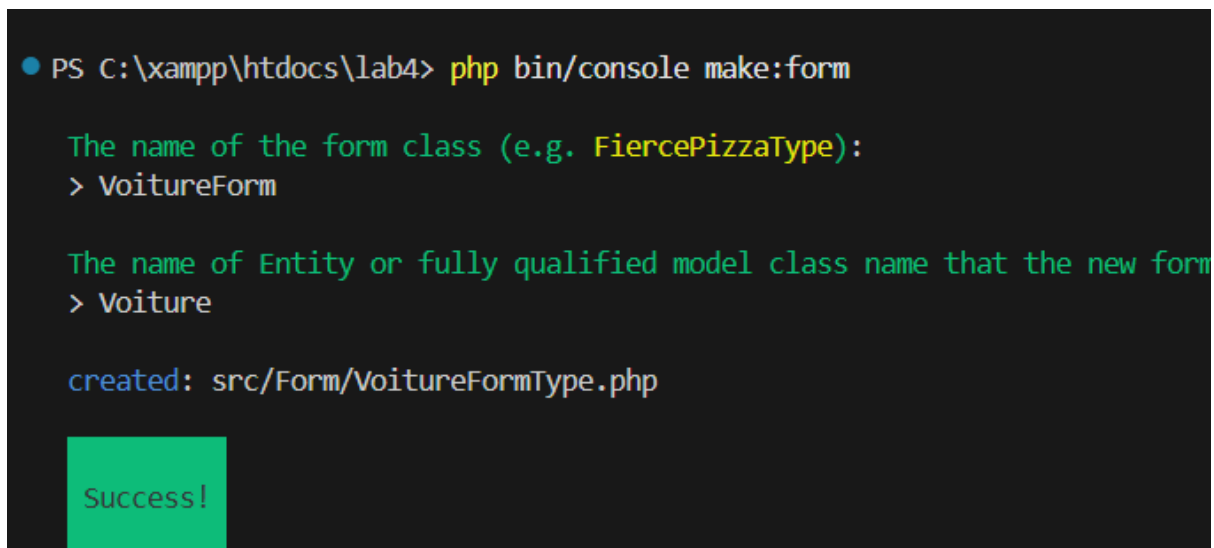 PS C:\xampp\htdocs\lab4> php bin/console make:form
The name of the form class (e.g. FiercePizzaType):
> VoitureForm
The name of Entity or fully qualified model class name that the new form
> Voiture
created: src/Form/VoitureFormType.php
Success!